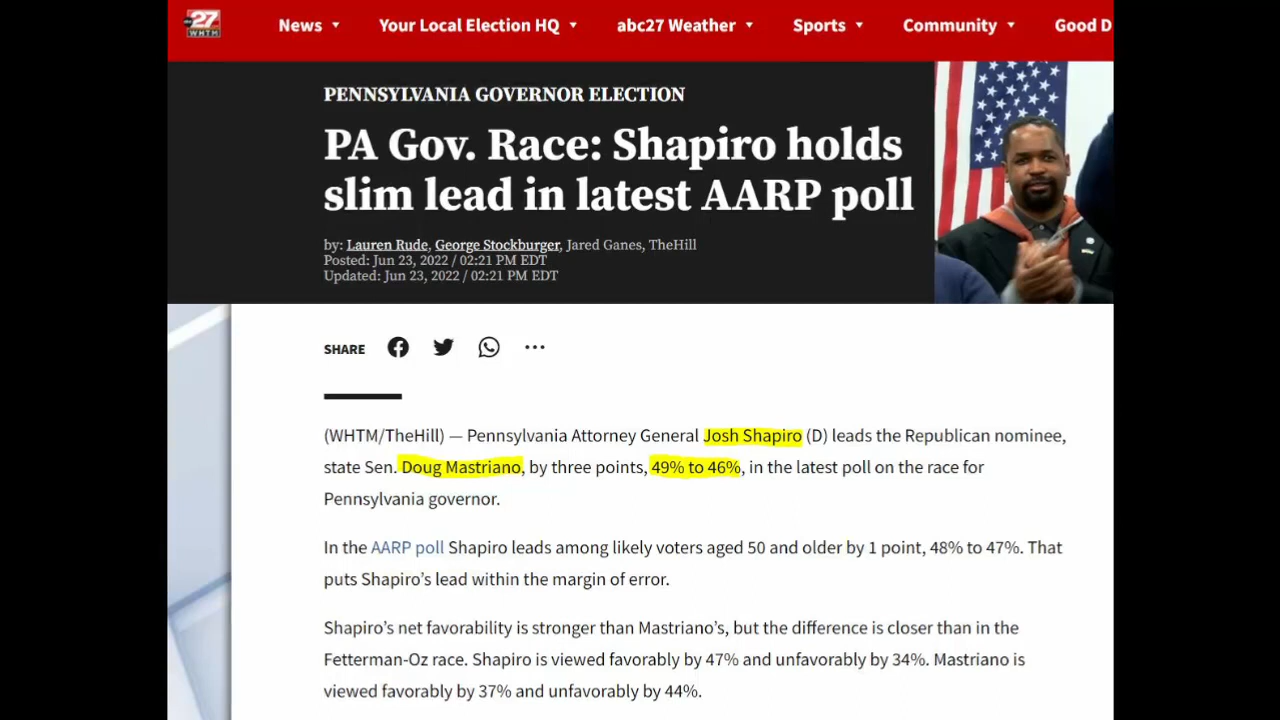 abc 27 WHTM News Your Local Election HQ abc27 Weather Sports Community Good D
PENNSYLVANIA GOVERNOR ELECTION
PA Gov. Race: Shapiro holds
slim lead in latest AARP poll
by: Lauren Rude, George Stockburger, Jared Ganes, TheHill
Posted: Jun 23, 2022 / 02:21 PM EDT
Updated: Jun 23, 2022 / 02:21 PM EDT
SHARE
(WHTM/TheHill) — Pennsylvania Attorney General Josh Shapiro (D) leads the Republican nominee,
state Sen. Doug Mastriano, by three points, 49% to 46%, in the latest poll on the race for
Pennsylvania governor.
In the AARP poll Shapiro leads among likely voters aged 50 and older by 1 point, 48% to 47%. That
puts Shapiro’s lead within the margin of error.
Shapiro’s net favorability is stronger than Mastriano’s, but the difference is closer than in the
Fetterman-Oz race. Shapiro is viewed favorably by 47% and unfavorably by 34%. Mastriano is
viewed favorably by 37% and unfavorably by 44%.